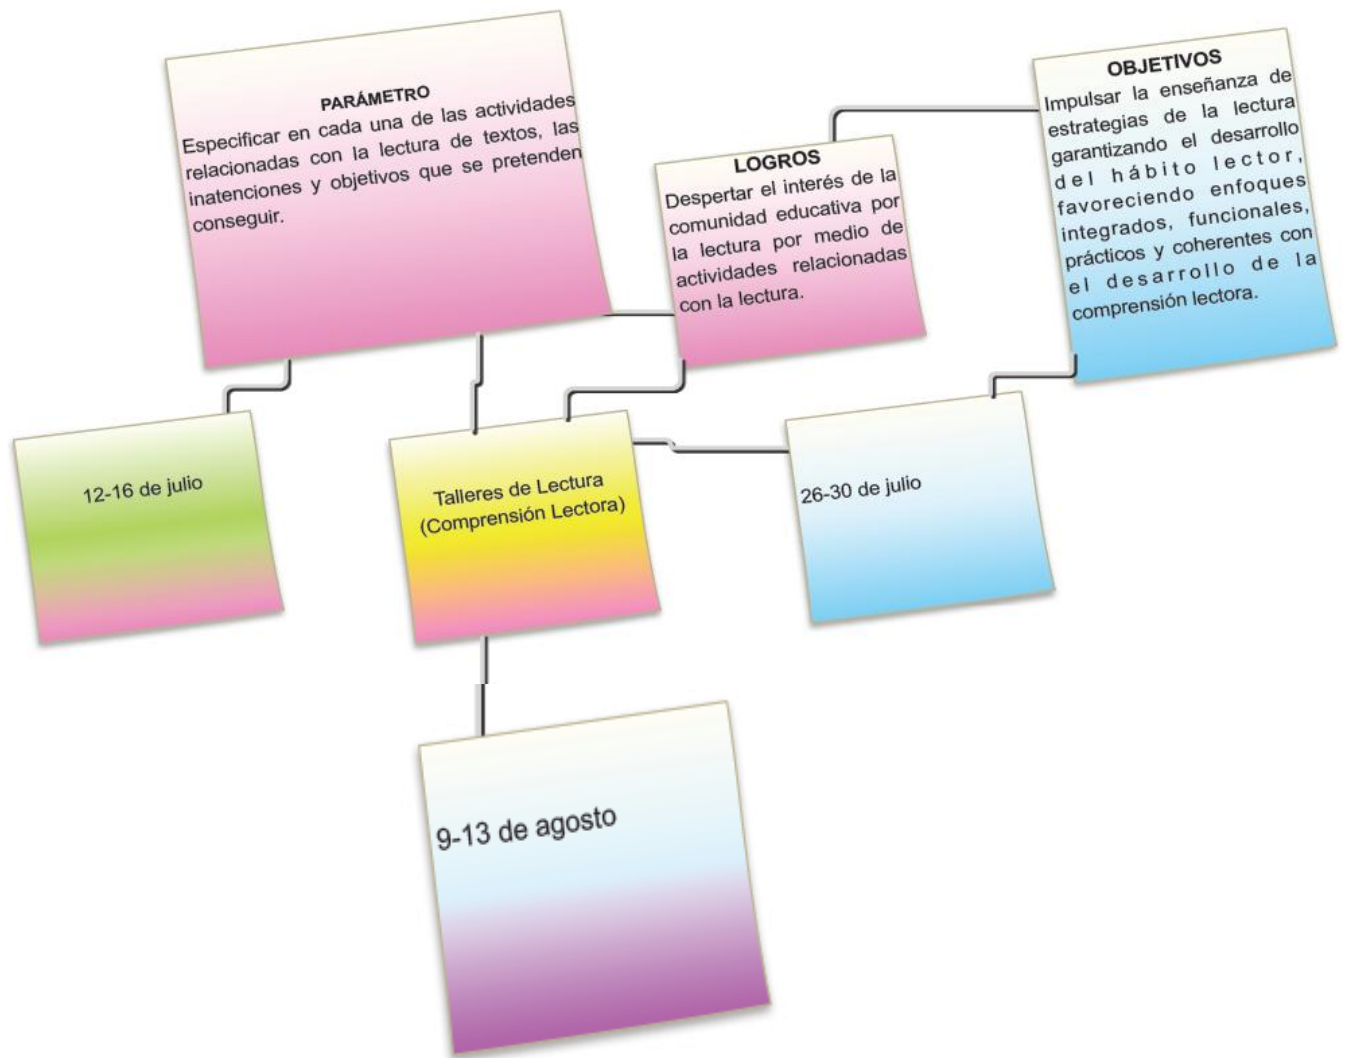 PARÁMETRO
Especificar en cada una de las actividades
relacionadas con la lectura de textos, las
inatenciones y objetivos que se pretenden
conseguir.
LOGROS
Despertar el interés de la
comunidad educativa por
la lectura por medio de
actividades relacionadas
con la lectura.
OBJETIVOS
Impulsar la enseñanza de
estrategias de la lectura
garantizando el desarrollo
del hábito lector,
favoreciendo enfoques
integrados, funcionales,
prácticos y coherentes con
el desarrollo de la
comprensión lectora.
12-16 de julio
Talleres de Lectura
(Comprensión Lectora)
26-30 de julio
9-13 de agosto